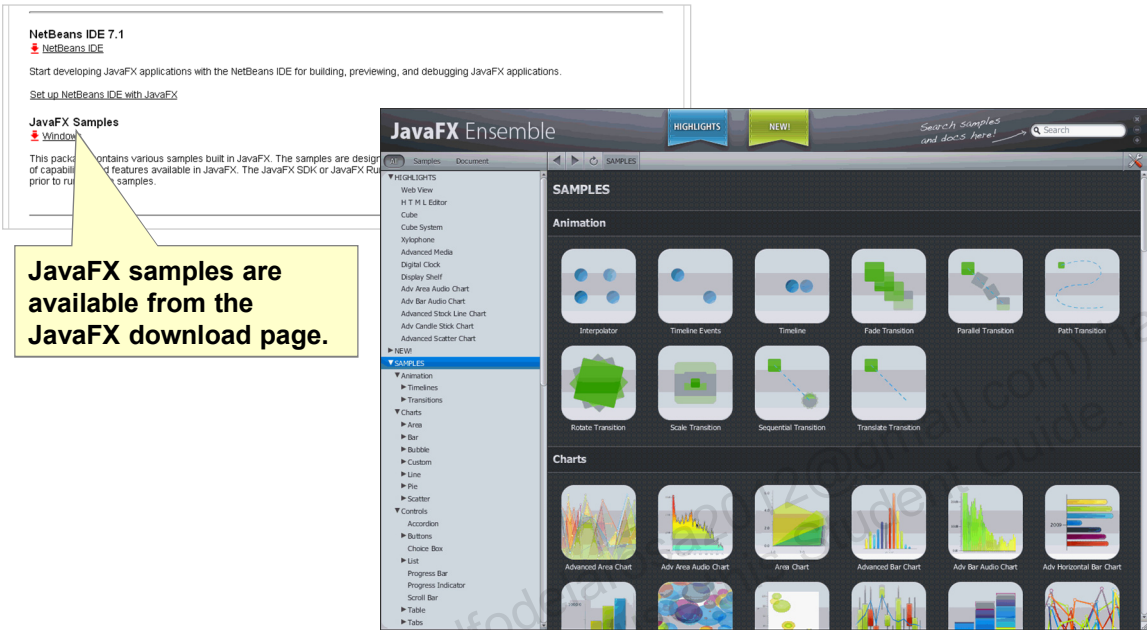 NetBeans IDE 7.1
NetBeans IDE
Start developing JavaFX applications with the NetBeans IDE for building, previewing, and debugging JavaFX applications.
Set up NetBeans IDE with JavaFX
JavaFX Samples
Window
This pack ontains various samples built in JavaFX. The samples are design
of capabili d features available in JavaFX. The JavaFX SDK or JavaFX Ru
prior to ru samples.
JavaFX samples are
available from the
JavaFX download page.
JavaFX Ensemble
HIGHLIGHTS
NEW!
Search samples
and docs here!
Search
All Samples Document
SAMPLES
HIGHLIGHTS
Web View
H T M L Editor
Cube
Cube System
Xylophone
Advanced Media
Digital Clock
Display Shelf
Adv Area Audio Chart
Adv Bar Audio Chart
Advanced Stock Line Chart
Adv Candle Stick Chart
Advanced Scatter Chart
NEW!
SAMPLES
Animation
Timelines
Transitions
Charts
Area
Bar
Bubble
Custom
Line
Pie
Scatter
Controls
Accordion
Buttons
Choice Box
List
Progress Bar
Progress Indicator
Scroll Bar
Table
Tabs
SAMPLES
Animation
Interpolator
Timeline Events
Timeline
Fade Transition
Parallel Transition
Path Transition
Rotate Transition
Scale Transition
Sequential Transition
Translate Transition
Charts
Advanced Area Chart
Adv Area Audio Chart
Area Chart
Advanced Bar Chart
Adv Bar Audio Chart
2009
Adv Horizontal Bar Chart